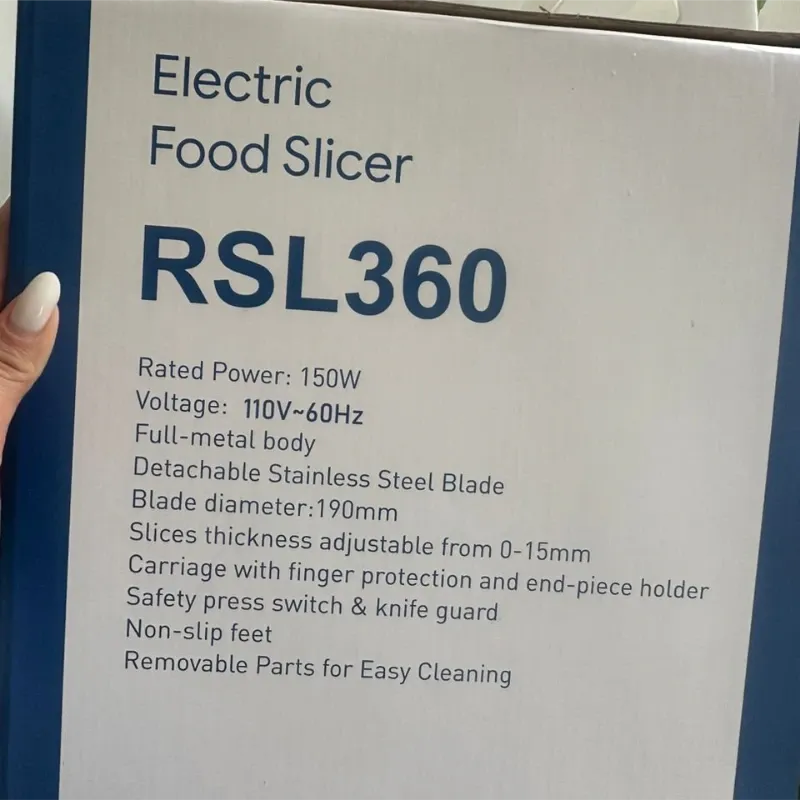 Electric
Food Slicer
RSL360
Rated Power: 150W
Voltage: 110V~60Hz
Full-metal body
Detachable Stainless Steel Blade
Blade diameter:190mm
Slices thickness adjustable from 0-15mm
Carriage with finger protection and end-piece holder
Safety press switch & knife guard
Non-slip feet
Removable Parts for Easy Cleaning